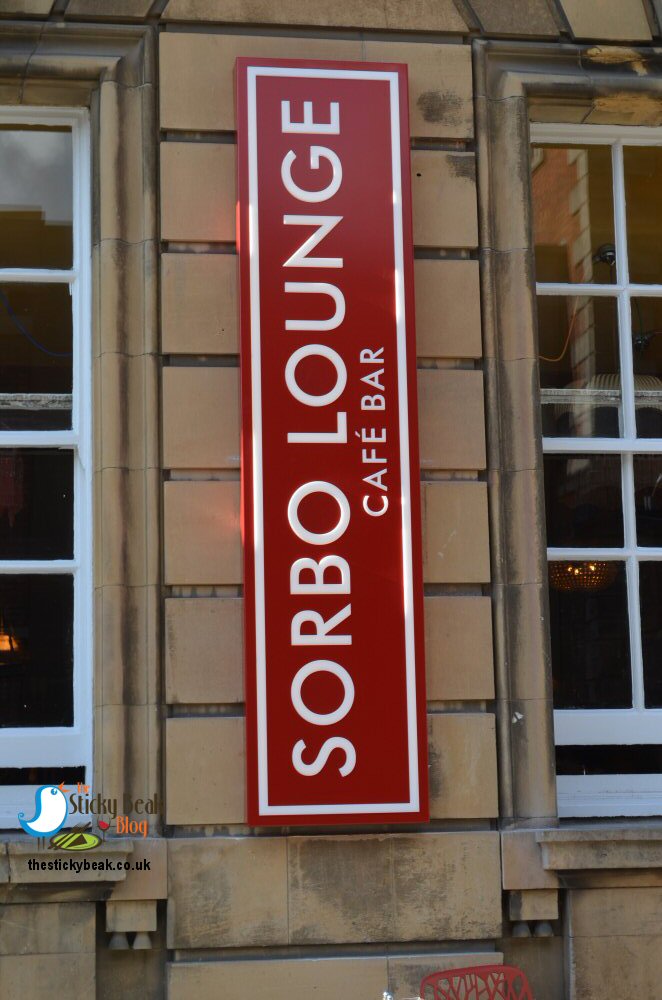 SORBO LOUNGE
CAFÉ BAR
the
Sticky Beak
Blog
thestickybeak.co.uk